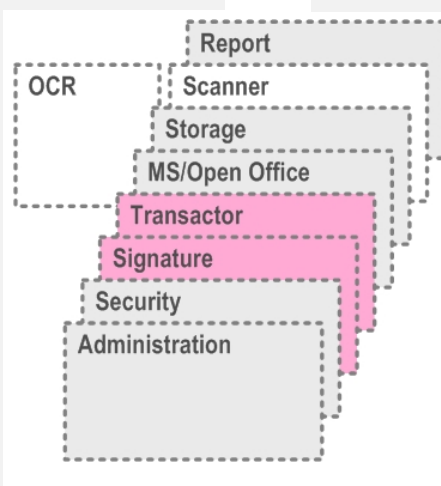 Report
OCR
Scanner
Storage
MS/Open Office
Transactor
Signature
Security
Administration